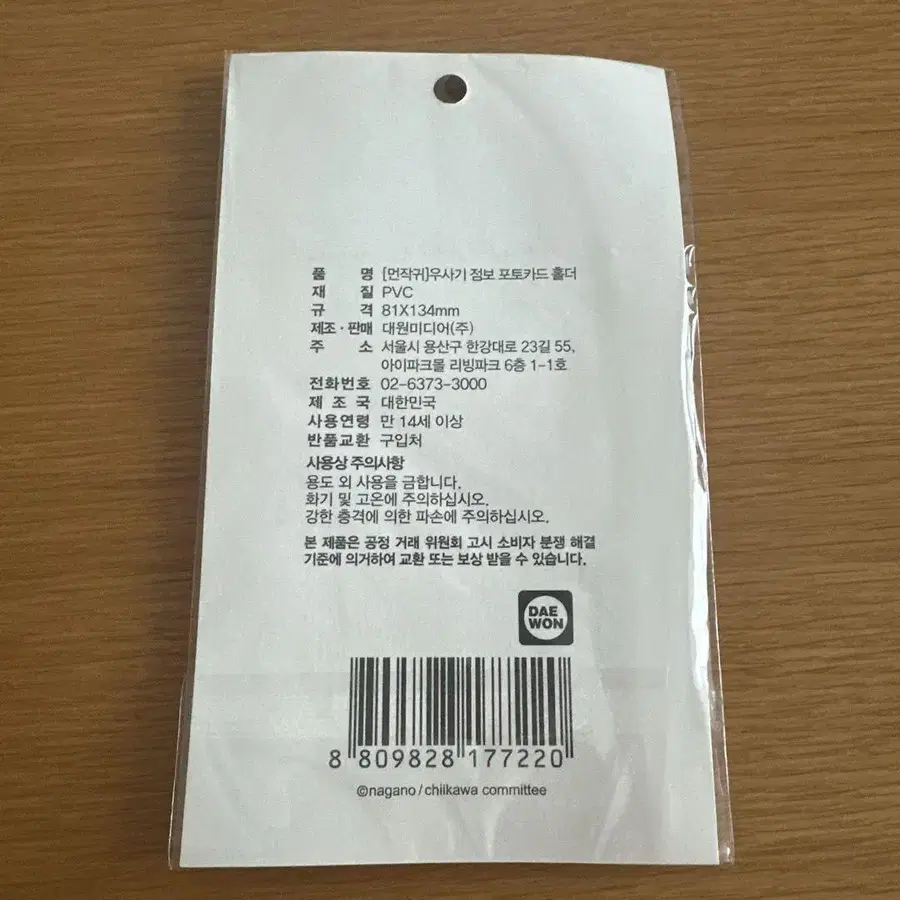 품 명 [먼작귀]우사기 정보 포토카드 홀더
재 질 PVC
규 격 81X134mm
제조·판매 대원미디어(주)
주 소 서울시 용산구 한강대로 23길 55,
아이파크몰 리빙파크 6층 1-1호
전화번호 02-6373-3000
제 조 국 대한민국
사용연령 만 14세 이상
반품교환 구입처
사용상 주의사항
용도 외 사용을 금합니다.
화기 및 고온에 주의하십시오.
강한 충격에 의한 파손에 주의하십시오.
본 제품은 공정 거래 위원회 고시 소비자 분쟁 해결
기준에 의거하여 교환 또는 보상 받을 수 있습니다.
DAE
WON
8 809828 177220
©nagano/chiikawa committee